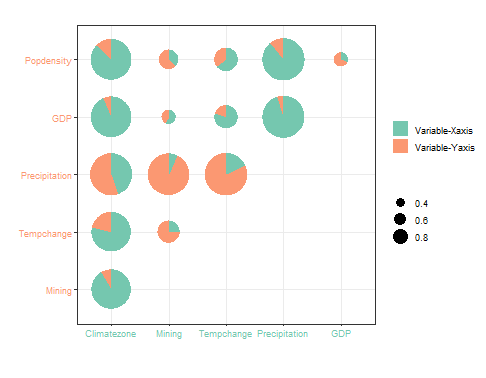 Popdensity
GDP
Precipitation
Tempchange
Mining
Climatezone Mining Tempchange Precipitation GDP
Variable-Xaxis
Variable-Yaxis
0.4
0.6
0.8